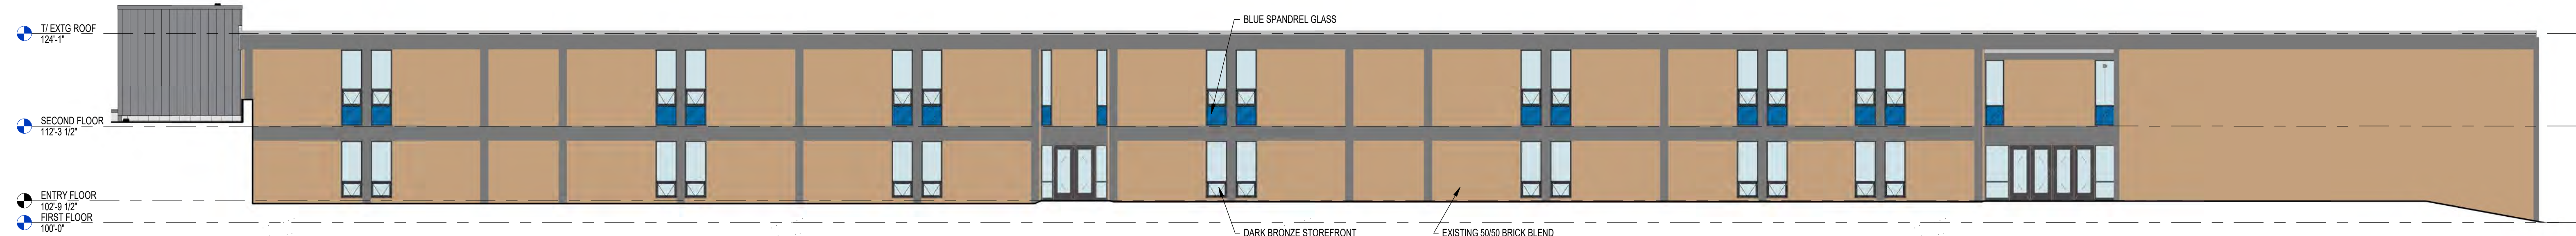 BLUE SPANDREL GLASS
T/ EXTG ROOF
124'-1"
SECOND FLOOR
112'-3 1/2"
ENTRY FLOOR
102'-9 1/2"
FIRST FLOOR
100'-0"
DARK BRONZE STOREFRONT
EXISTING 50/50 BRICK BLEND